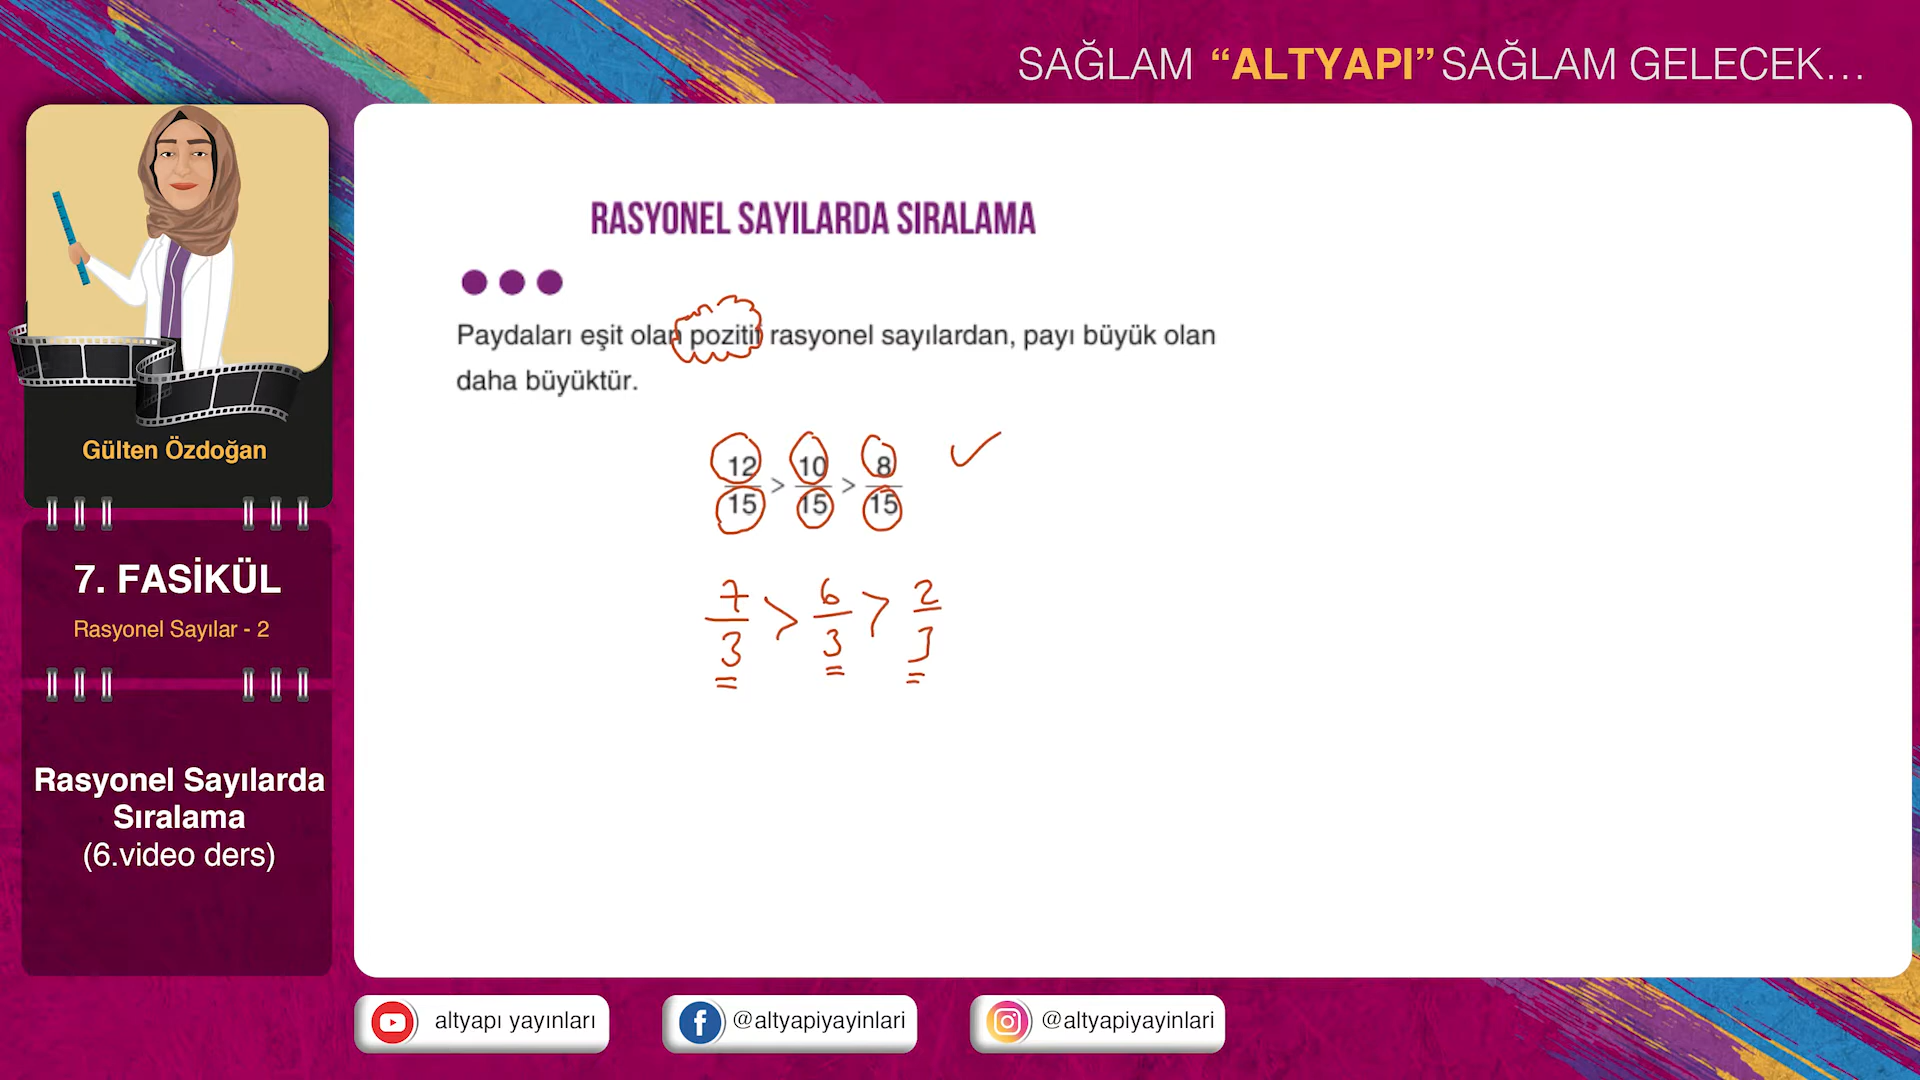 SAĞLAM “ALTYAPI” SAĞLAM GELECEK...
Gülten Özdoğan
7. FASİKÜL
Rasyonel Sayılar - 2
Rasyonel Sayılarda
Sıralama
(6.video ders)
RASYONEL SAYILARDA SIRALAMA
Paydaları eşit olan pozitif rasyonel sayılardan, payı büyük olan
daha büyüktür.
12/15 > 10/15 > 8/15
7/3 > 6/3 > 2/3
altyapı yayınları
@altyapiyayinlari
@altyapiyayinlari